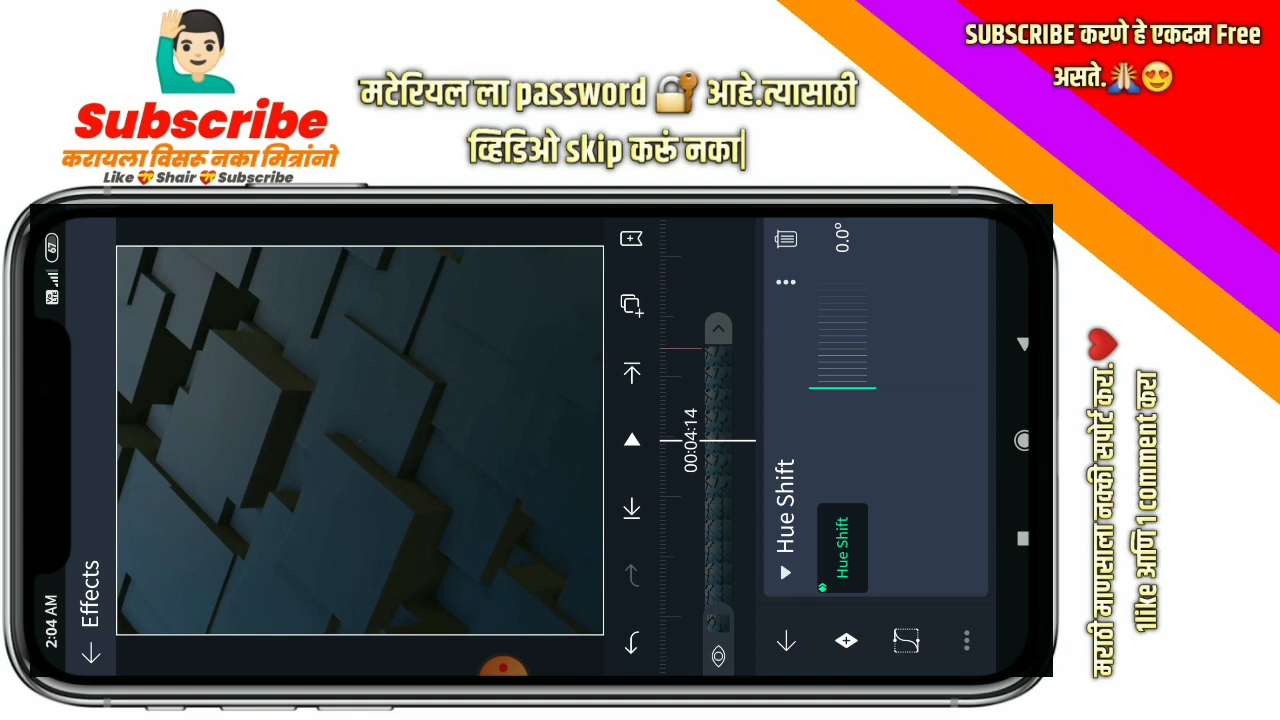 Subscribe
करायला विसरू नका मित्रांनो
Like 💝 Shair 💝 Subscribe
मटेरियल ला password 🔐 आहे.त्यासाठी
व्हिडिओ skip करूं नका|
SUBSCRIBE करणे हे एकदम Free
असते.🙏😍
2:04 AM
67
Effects
00:04:14
Hue Shift
0.0°
Hue Shift
मराठी माणसाला नक्की सपोर्ट करा.❤️
1like आणि 1 comment करा